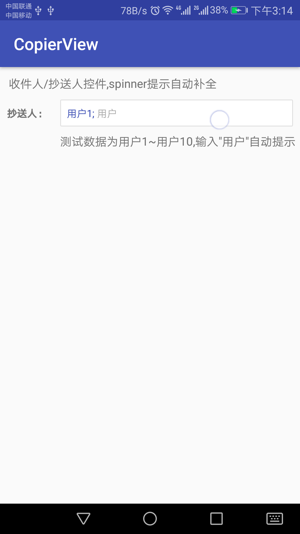 中国联通
中国移动
78B/s 38% 下午3:14
CopierView
收件人/抄送人控件,spinner提示自动补全
抄送人： 用户1; 用户
测试数据为用户1~用户10,输入"用户"自动提示